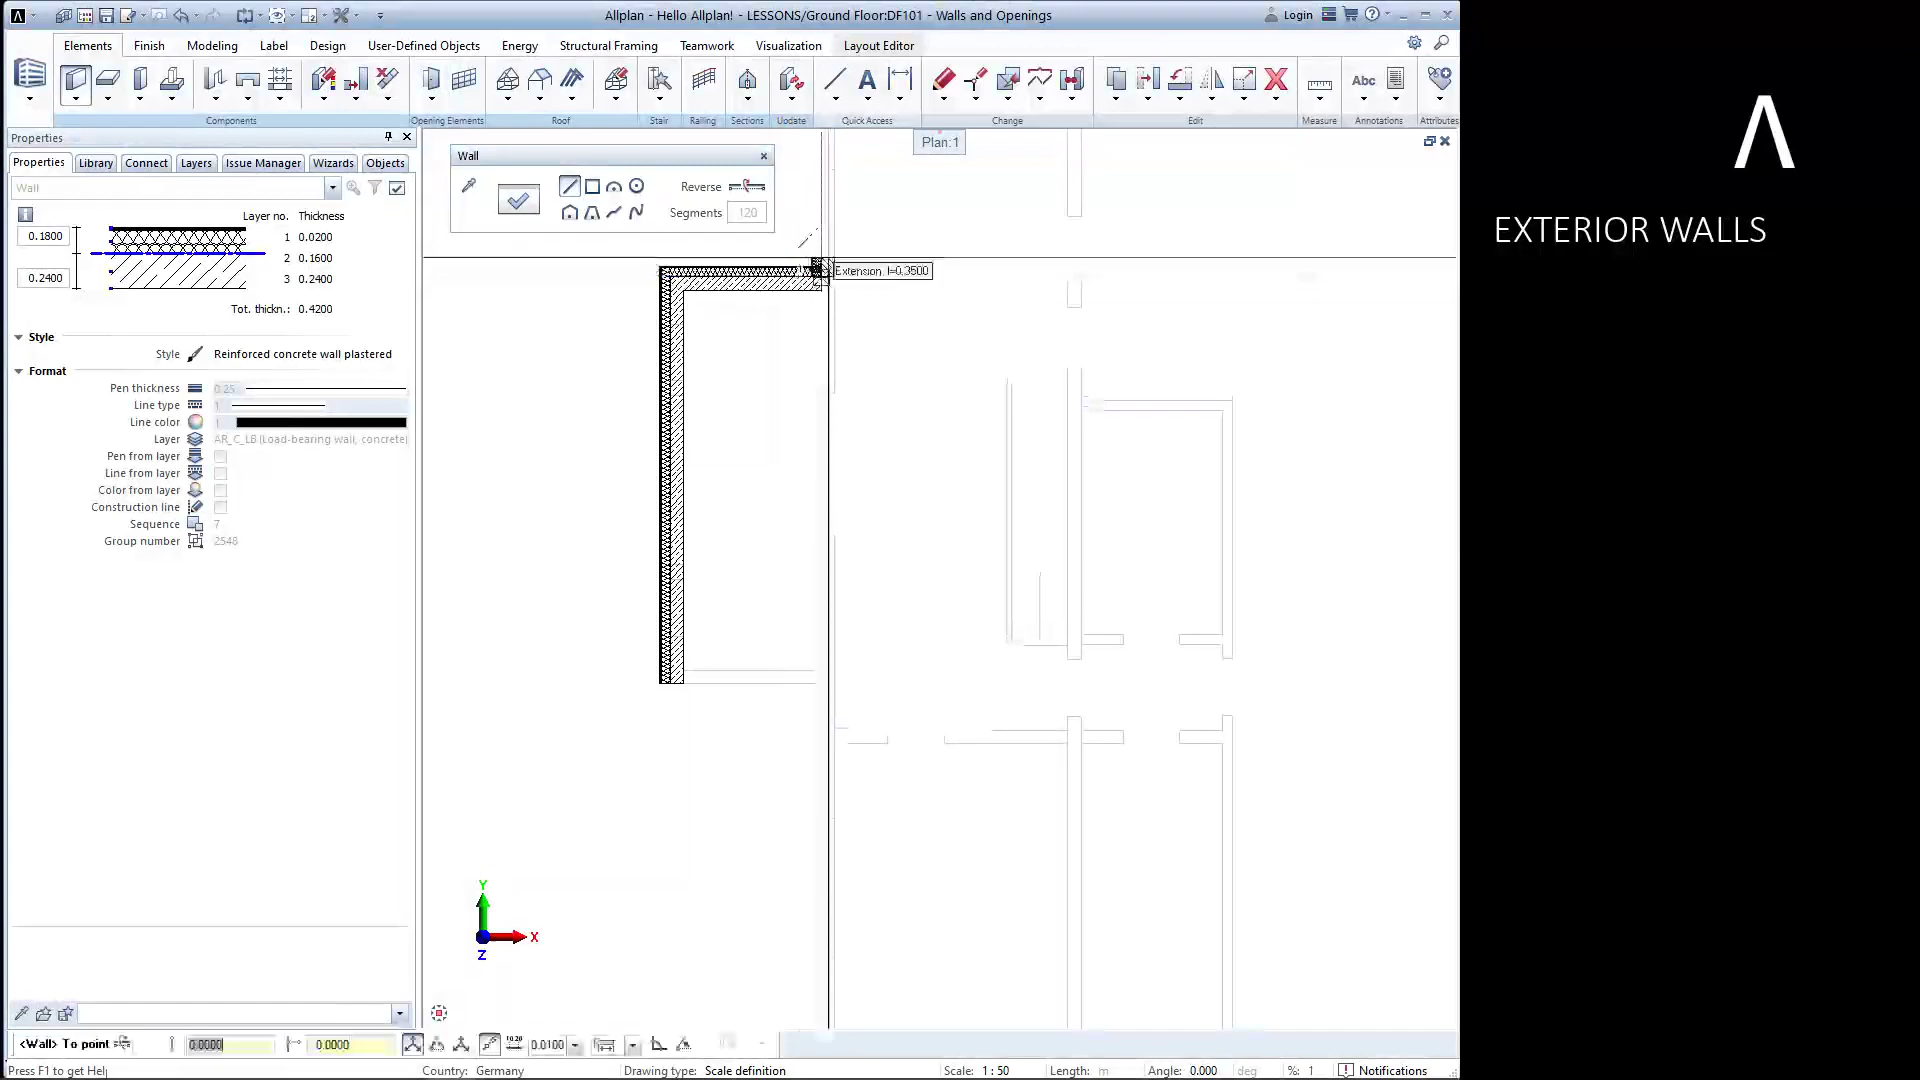 Allplan - Hello Allplan! - LESSONS/Ground Floor:DF101 - Walls and Openings
Login
Elements Finish Modeling Label Design User-Defined Objects Energy Structural Framing Teamwork Visualization Layout Editor
Abc
Components Opening Elements Roof Stair Railing Sections Update Quick Access Change Edit Measure Annotations Attributes
Properties
Properties Library Connect Layers Issue Manager Wizards Objects
Wall
Layer no. Thickness
0.1800
1 0.0200
2 0.1600
0.2400
3 0.2400
Tot. thickn.: 0.4200
Style
Style Reinforced concrete wall plastered
Format
Pen thickness 0.25
Line type 1
Line color 1
Layer AR_C_LB (Load-bearing wall, concrete)
Pen from layer
Line from layer
Color from layer
Construction line
Sequence 7
Group number 2548
Plan:1
Wall
Reverse
Segments 120
Extension, l=0.3500
Y
X
Z
EXTERIOR WALLS
<Wall> To point 0.0000 0.0000 0.0100
Press F1 to get Help
Country: Germany Drawing type: Scale definition Scale: 1 : 50 Length: m Angle: 0.000 deg %: 1 Notifications